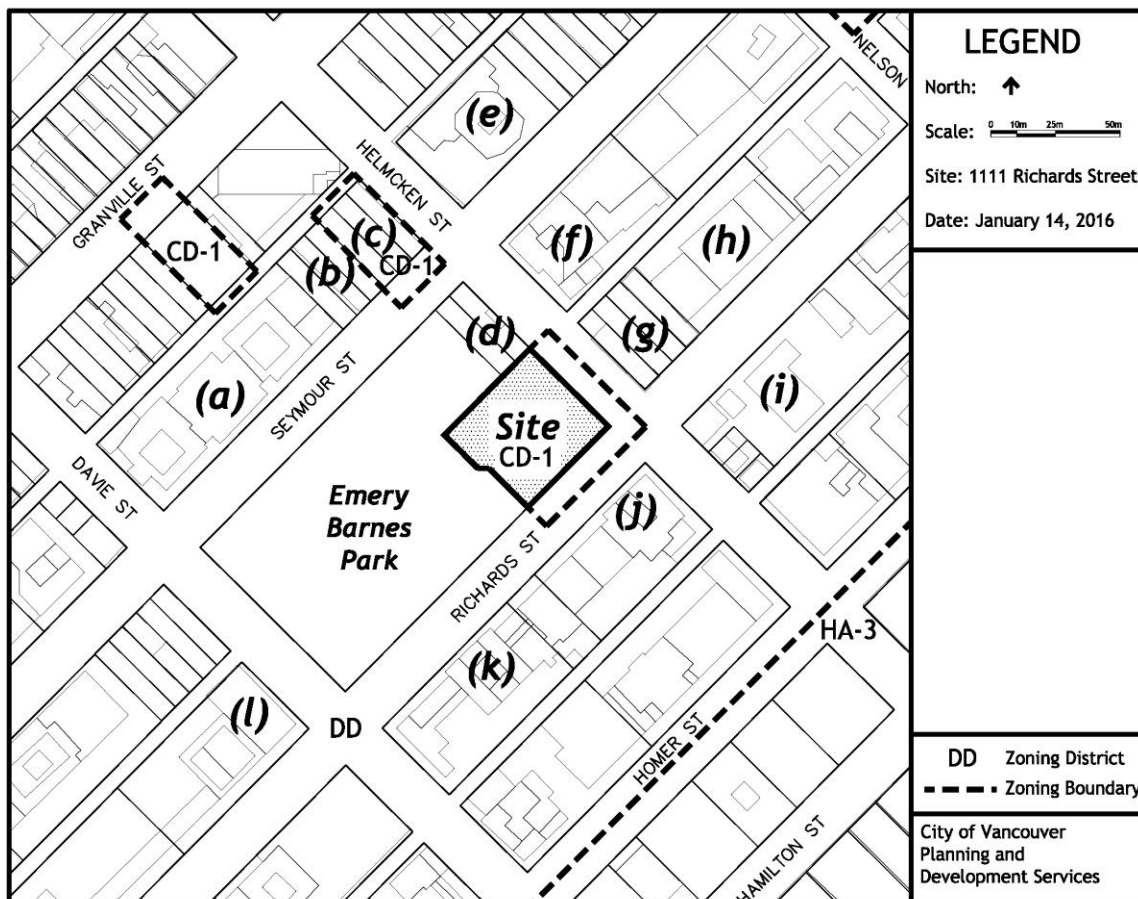 GRANVILLE ST
CD-1
HELMCKEN ST
(e)
NELSON
(c)
CD-1
(b)
(f)
(h)
(d)
(g)
(a)
SEYMOUR ST
DAVIE ST
Site
CD-1
(i)
Emery
Barnes
Park
(j)
RICHARDS ST
(k)
HA-3
(l)
DD
HOMER ST
HAMILTON ST
LEGEND
North:
Scale: 0 10m 25m 50m
Site: 1111 Richards Street
Date: January 14, 2016
DD Zoning District
Zoning Boundary
City of Vancouver
Planning and
Development Services